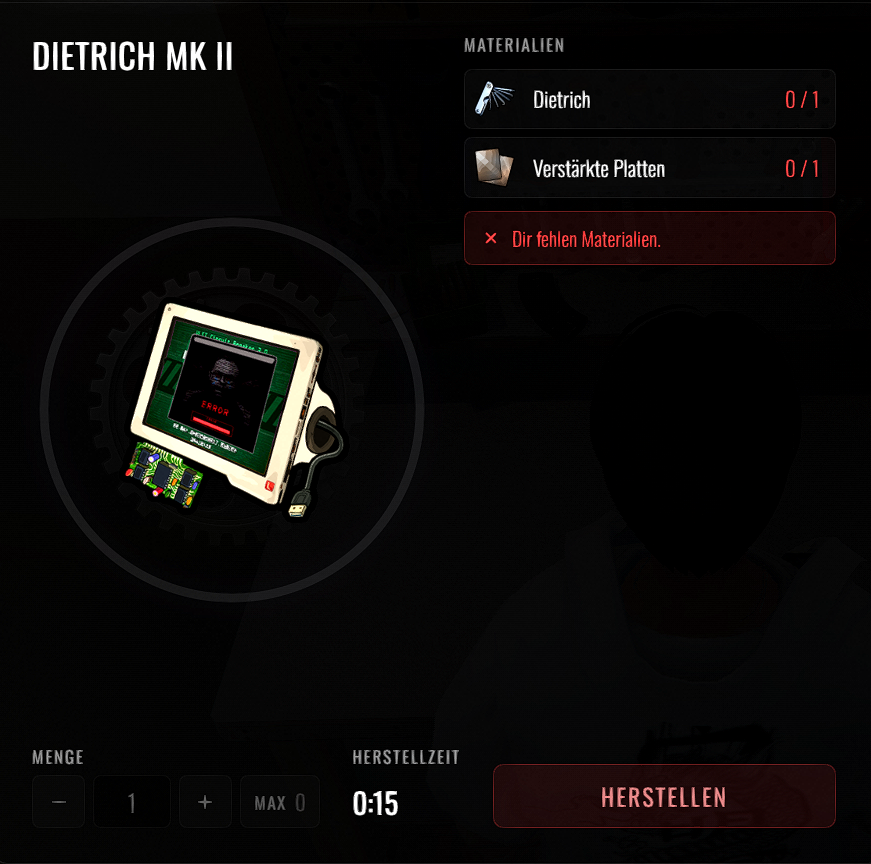 DIETRICH MK II
MATERIALIEN
Dietrich 0 / 1
Verstärkte Platten 0 / 1
× Dir fehlen Materialien.
ERROR
MENGE
− 1 + MAX 0
HERSTELLZEIT
0:15
HERSTELLEN